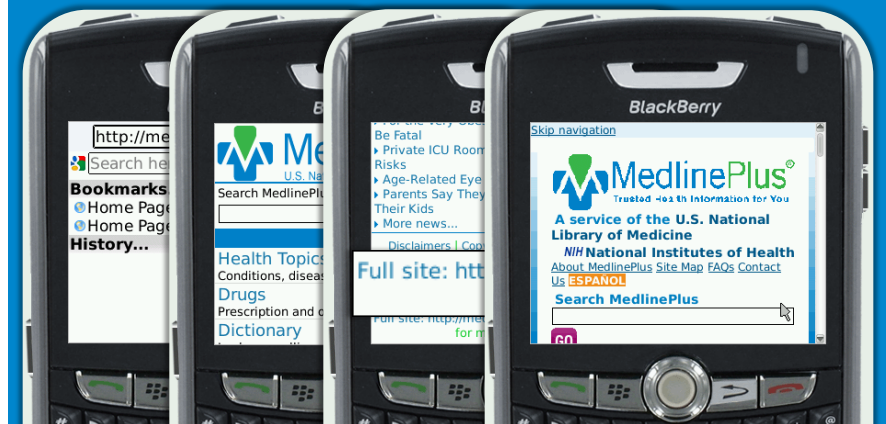 http://me
Search he
Bookmarks
Home Page
Home Page
History...
B
Me
U.S. Na
Search MedlinePlu
Health Topics
Conditions, diseas
Drugs
Prescription and o
Dictionary
BL
Be Fatal
Private ICU Room
Risks
Age-Related Eye
Parents Say They
Their Kids
More news...
Disclaimers | Cop
Full site: htt
Full site: http://med
for m
BlackBerry
Skip navigation
MedlinePlus®
Trusted Health Information for You
A service of the U.S. National
Library of Medicine
NIH National Institutes of Health
About MedlinePlus Site Map FAQs Contact
Us ESPAÑOL
Search MedlinePlus
GO